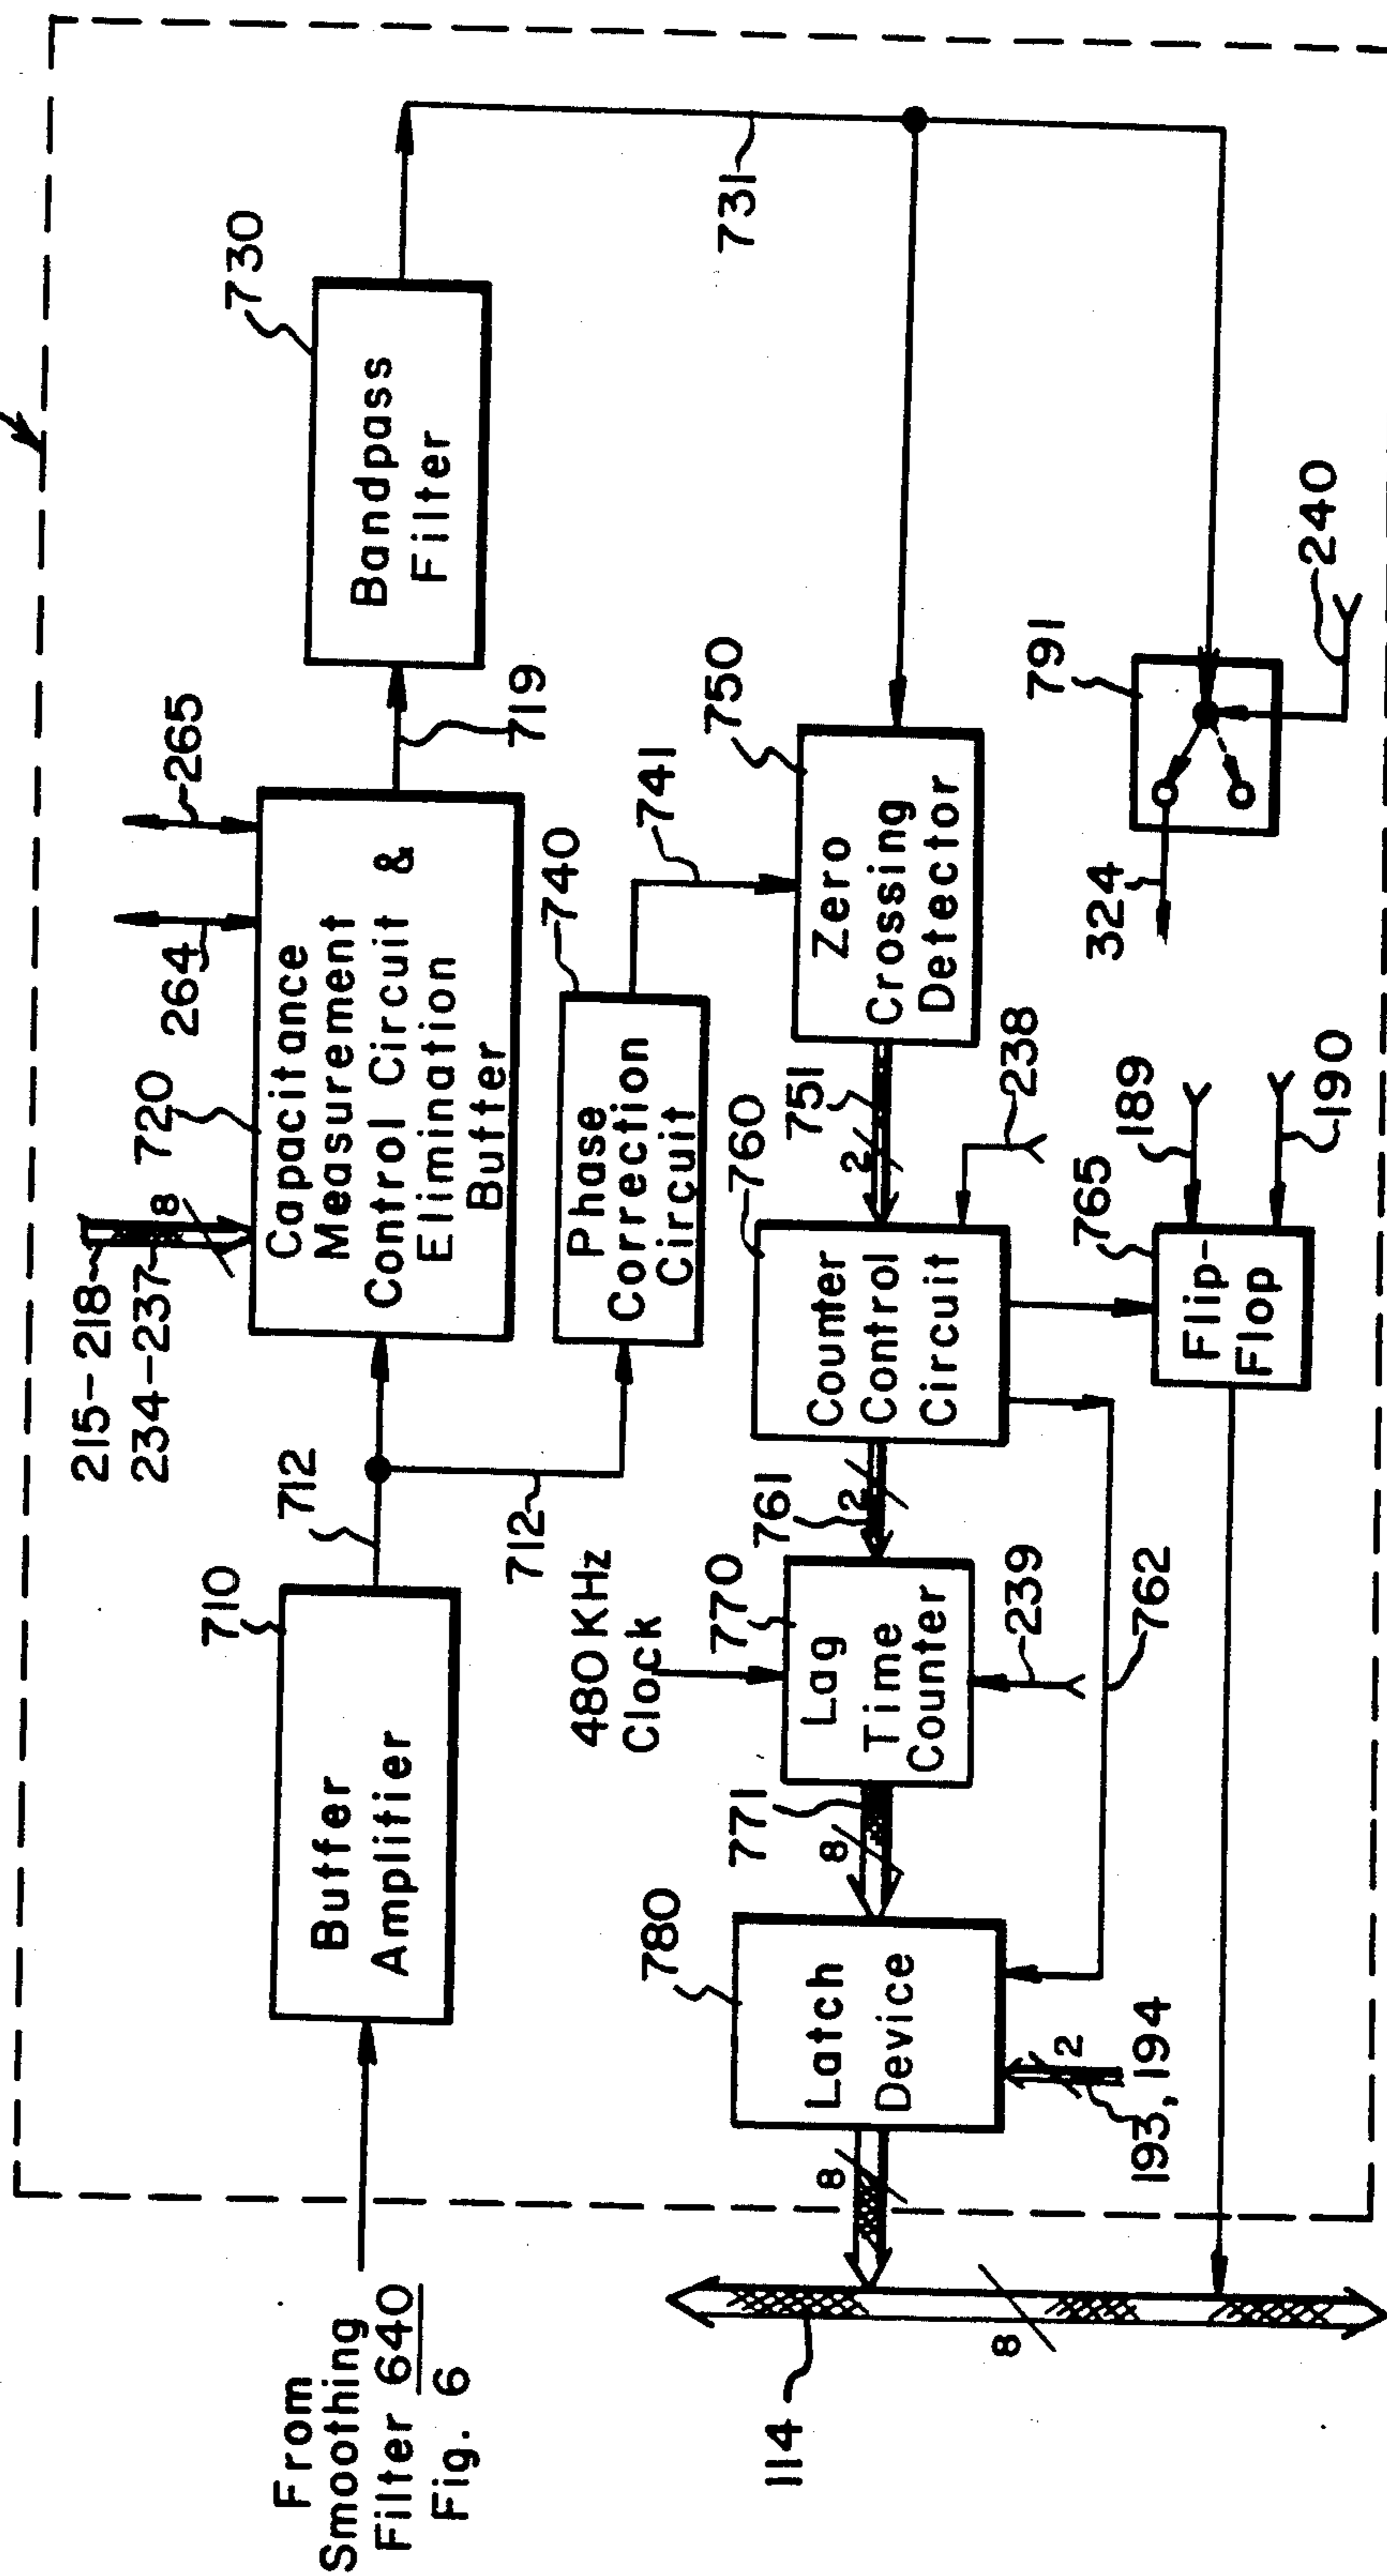 From
Smoothing
Filter 640
Fig. 6
710
Buffer
Amplifier
712
712
215-218
234-237
8
720
264
265
Capacitance
Measurement
Control Circuit &
Elimination
Buffer
719
730
Bandpass
Filter
731
740
Phase
Correction
Circuit
741
750
Zero
Crossing
Detector
751
2
760
Counter
Control
Circuit
238
761
2
480 KHz
Clock
770
Lag
Time
Counter
239
762
771
8
780
Latch
Device
2
193, 194
8
765
Flip-
Flop
189
190
791
324
240
114
8